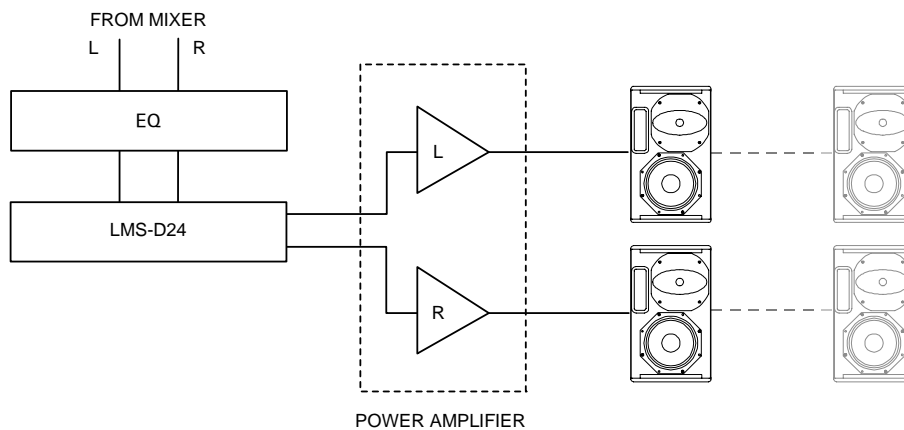 FROM MIXER
L R
EQ
LMS-D24
L
R
POWER AMPLIFIER